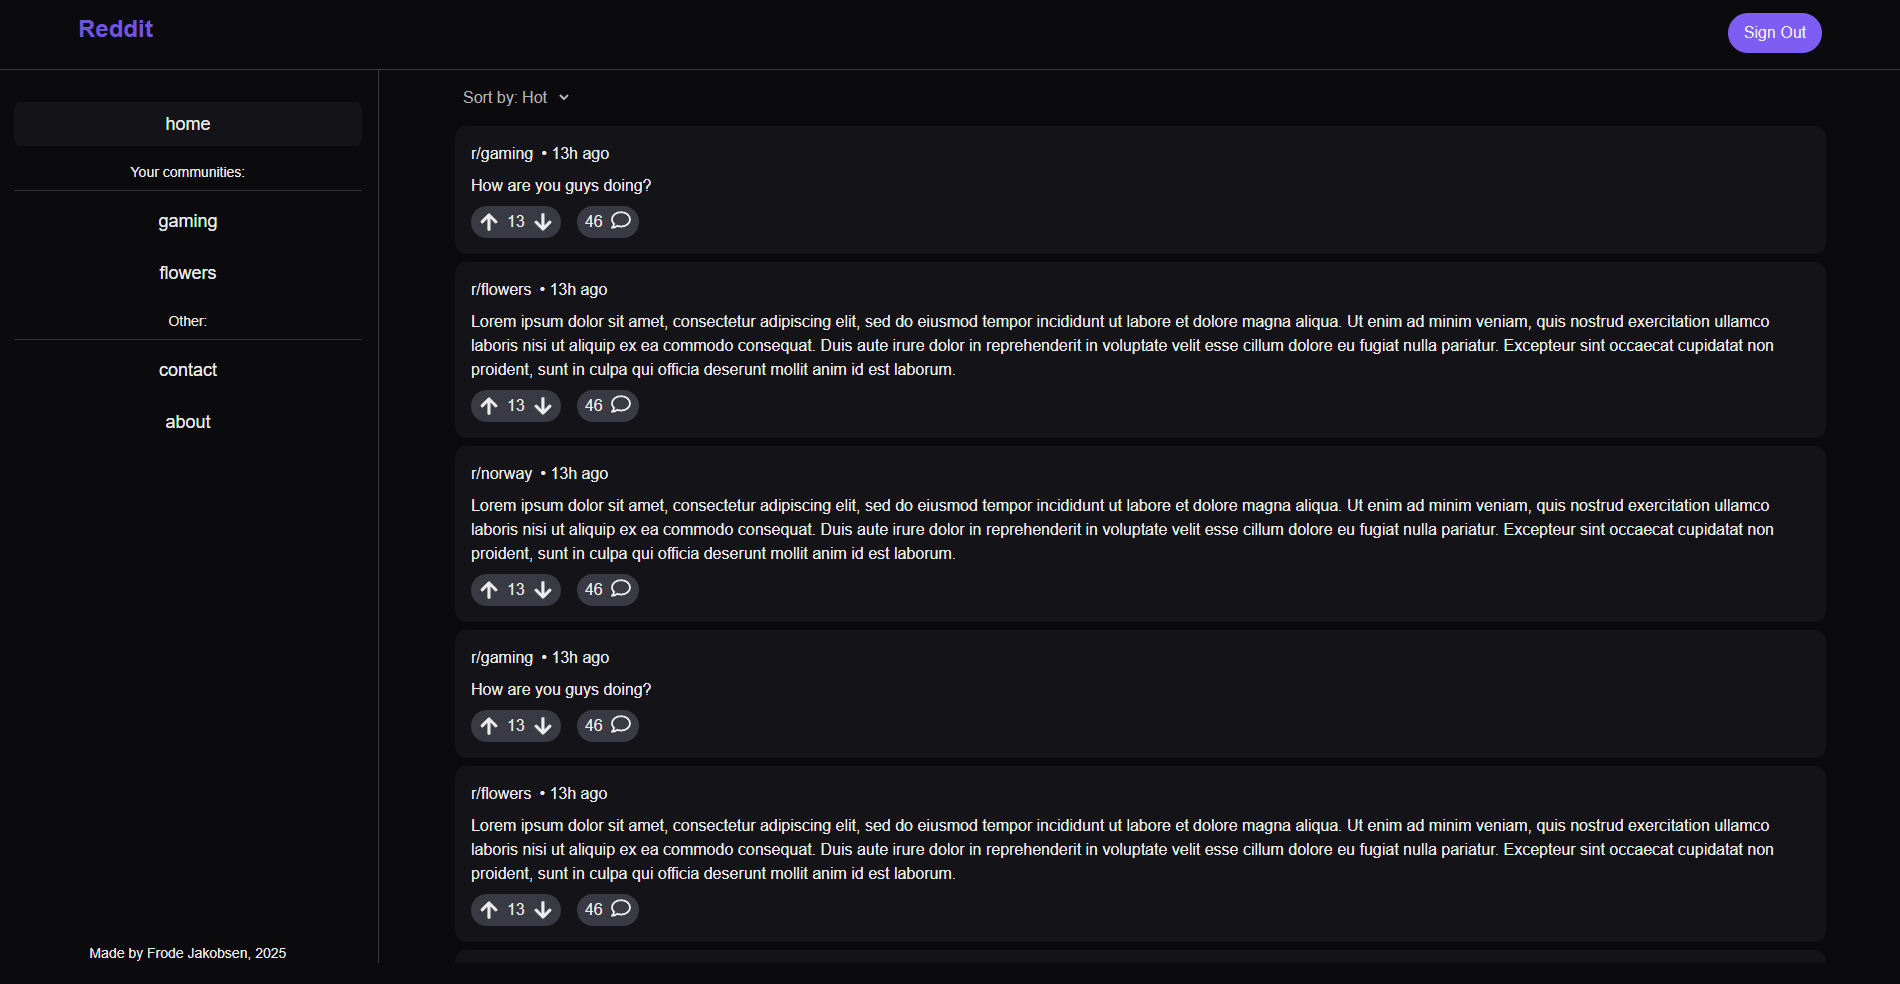 Reddit
Sign Out
home
Your communities:
gaming
flowers
Other:
contact
about
Made by Frode Jakobsen, 2025
Sort by: Hot
r/gaming • 13h ago
How are you guys doing?
13 46
r/flowers • 13h ago
Lorem ipsum dolor sit amet, consectetur adipiscing elit, sed do eiusmod tempor incididunt ut labore et dolore magna aliqua. Ut enim ad minim veniam, quis nostrud exercitation ullamco
laboris nisi ut aliquip ex ea commodo consequat. Duis aute irure dolor in reprehenderit in voluptate velit esse cillum dolore eu fugiat nulla pariatur. Excepteur sint occaecat cupidatat non
proident, sunt in culpa qui officia deserunt mollit anim id est laborum.
13 46
r/norway • 13h ago
Lorem ipsum dolor sit amet, consectetur adipiscing elit, sed do eiusmod tempor incididunt ut labore et dolore magna aliqua. Ut enim ad minim veniam, quis nostrud exercitation ullamco
laboris nisi ut aliquip ex ea commodo consequat. Duis aute irure dolor in reprehenderit in voluptate velit esse cillum dolore eu fugiat nulla pariatur. Excepteur sint occaecat cupidatat non
proident, sunt in culpa qui officia deserunt mollit anim id est laborum.
13 46
r/gaming • 13h ago
How are you guys doing?
13 46
r/flowers • 13h ago
Lorem ipsum dolor sit amet, consectetur adipiscing elit, sed do eiusmod tempor incididunt ut labore et dolore magna aliqua. Ut enim ad minim veniam, quis nostrud exercitation ullamco
laboris nisi ut aliquip ex ea commodo consequat. Duis aute irure dolor in reprehenderit in voluptate velit esse cillum dolore eu fugiat nulla pariatur. Excepteur sint occaecat cupidatat non
proident, sunt in culpa qui officia deserunt mollit anim id est laborum.
13 46